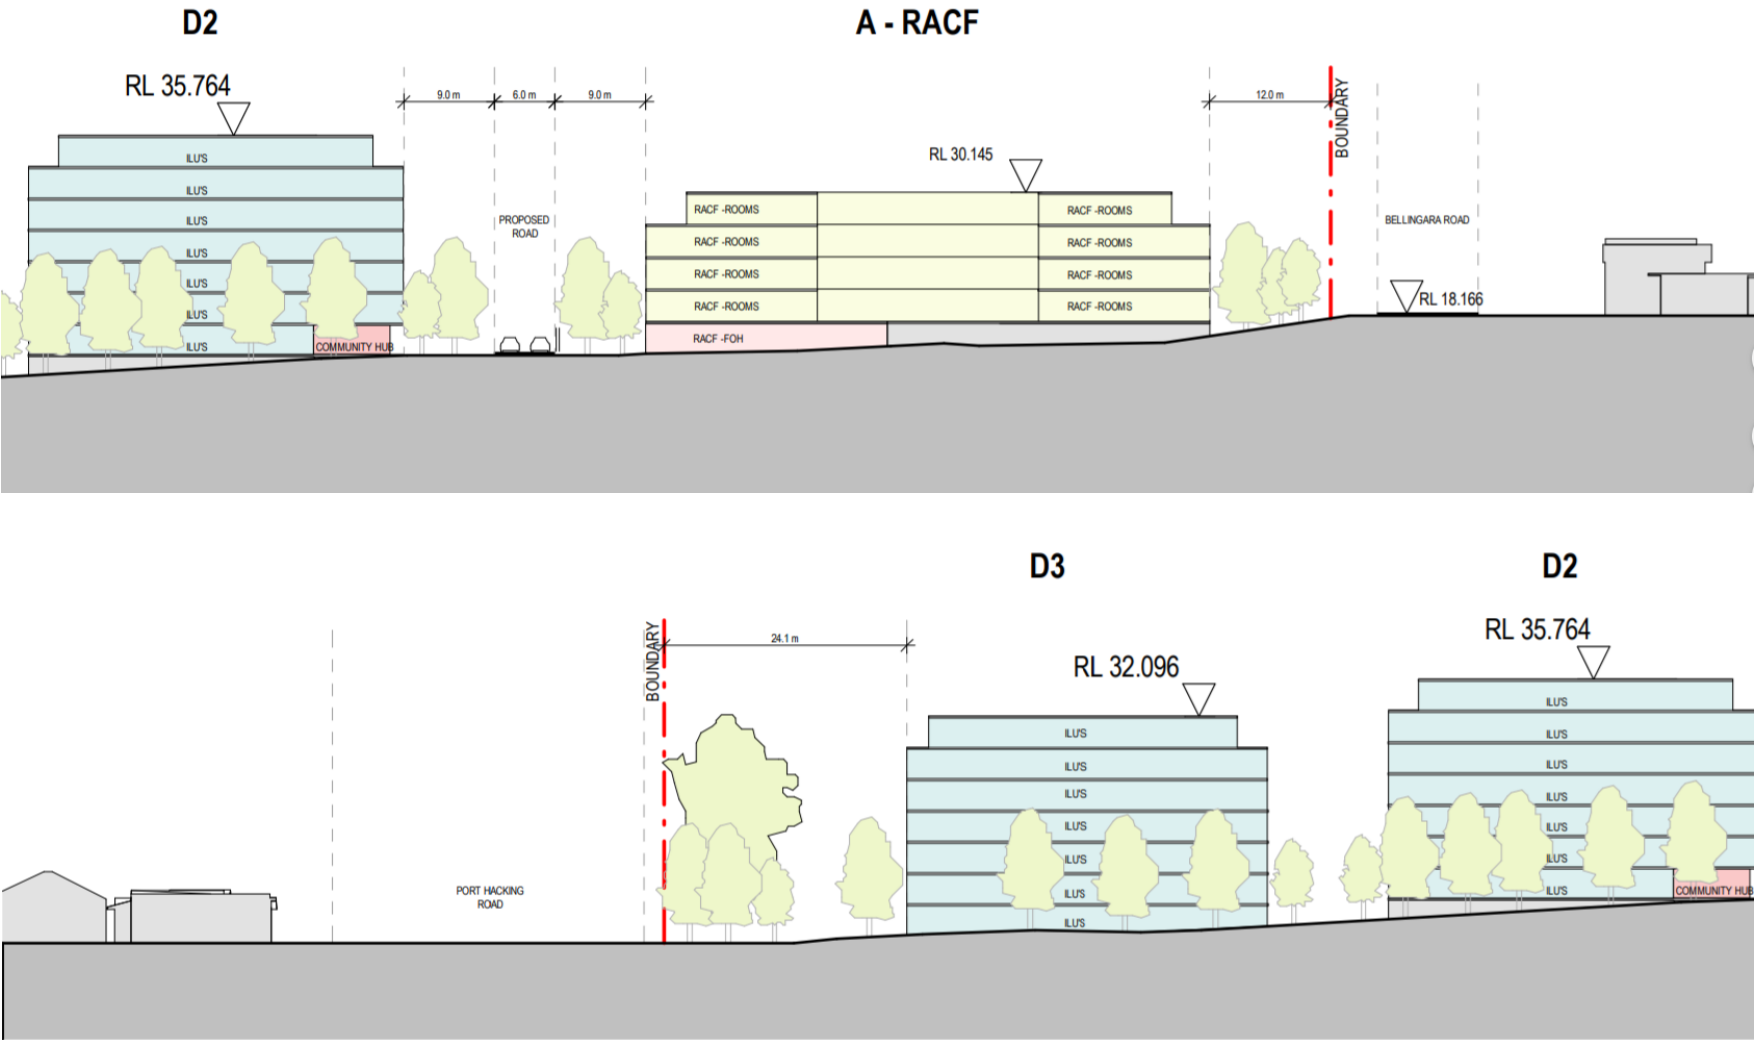 D2
A - RACF
RL 35.764
9.0 m
6.0 m
9.0 m
12.0 m
BOUNDARY
RL 30.145
ILU'S
ILU'S
ILU'S
ILU'S
ILU'S
ILU'S
ILU'S
COMMUNITY HUB
PROPOSED
ROAD
RACF -ROOMS
RACF -ROOMS
RACF -ROOMS
RACF -ROOMS
RACF -ROOMS
RACF -ROOMS
RACF -ROOMS
RACF -ROOMS
RACF -FOH
BELLINGARA ROAD
RL 18.166
D3
D2
BOUNDARY
24.1 m
RL 32.096
RL 35.764
PORT HACKING
ROAD
ILU'S
ILU'S
ILU'S
ILU'S
ILU'S
ILU'S
ILU'S
ILU'S
ILU'S
ILU'S
ILU'S
ILU'S
ILU'S
ILU'S
COMMUNITY HUB